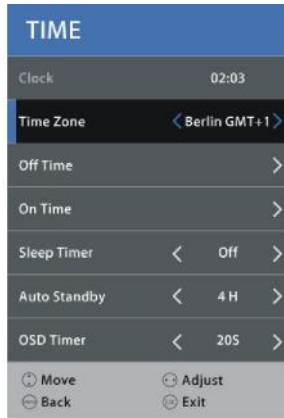 TIME
Clock 02:03
Time Zone Berlin GMT+1
Off Time
On Time
Sleep Timer Off
Auto Standby 4 H
OSD Timer 20S
Move Adjust
Back Exit